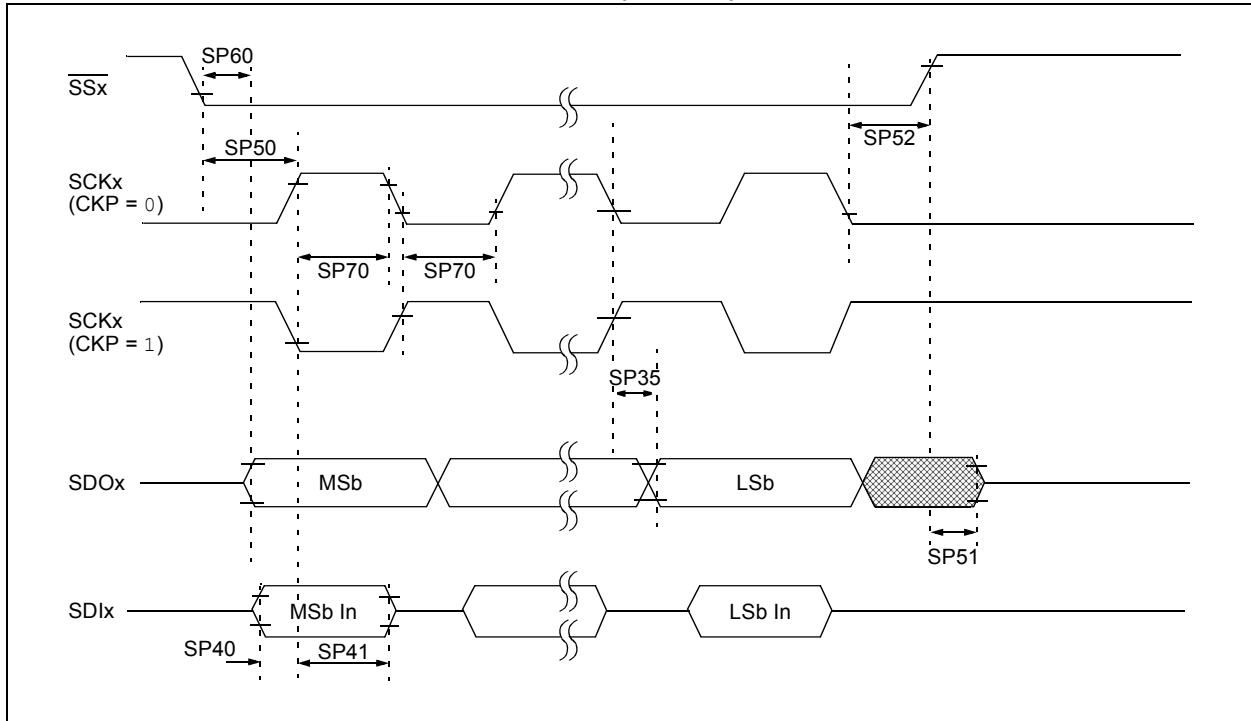 SP60
SSx
SP50
SP52
SCKx
(CKP = 0)
SP70
SP70
SCKx
(CKP = 1)
SP35
SDOx
MSb
LSb
SP51
SDIx
MSb In
LSb In
SP40
SP41